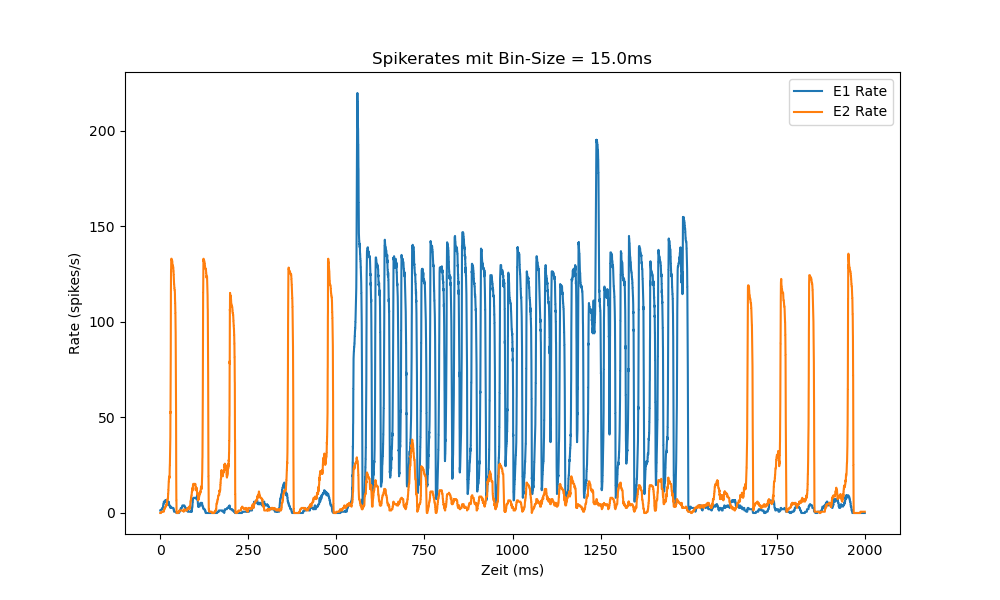 Spikerates mit Bin-Size = 15.0ms
E1 Rate
E2 Rate
Rate (spikes/s)
200
150
100
50
0
0 250 500 750 1000 1250 1500 1750 2000
Zeit (ms)